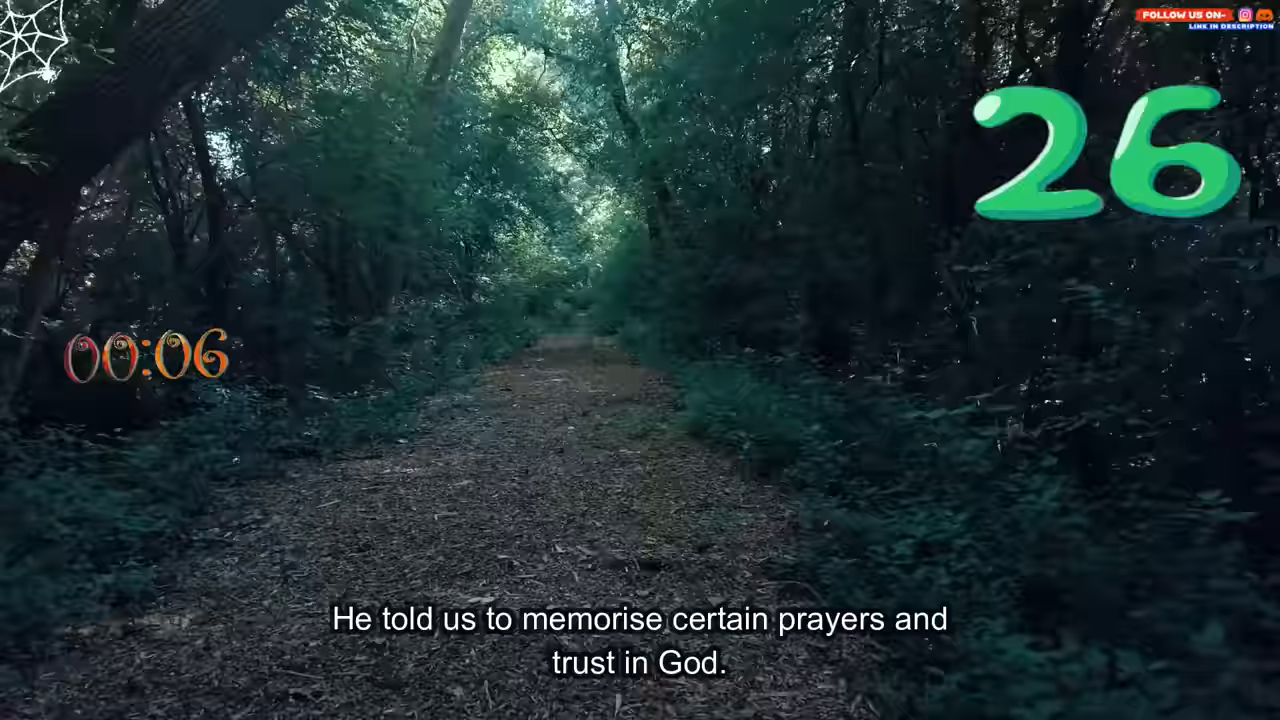 FOLLOW US ON-
LINK IN DESCRIPTION
26
00:06
He told us to memorise certain prayers and
trust in God.